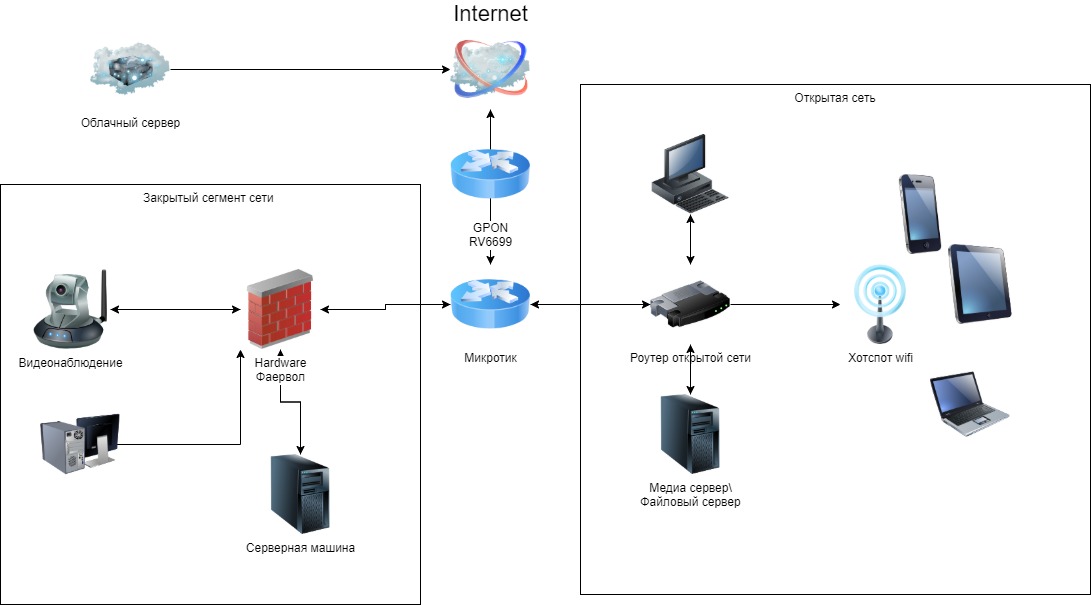 Internet
Облачный сервер
Открытая сеть
Закрытый сегмент сети
GPON
RV6699
Видеонаблюдение
Hardware
Фаервол
Микротик
Роутер открытой сети
Хотспот wifi
Медиа сервер\
Файловый сервер
Серверная машина